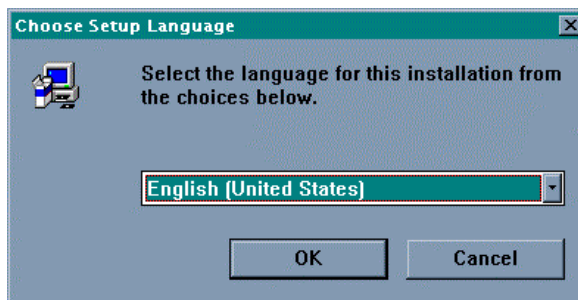 Choose Setup Language
Select the language for this installation from
the choices below.
English (United States)
OK
Cancel